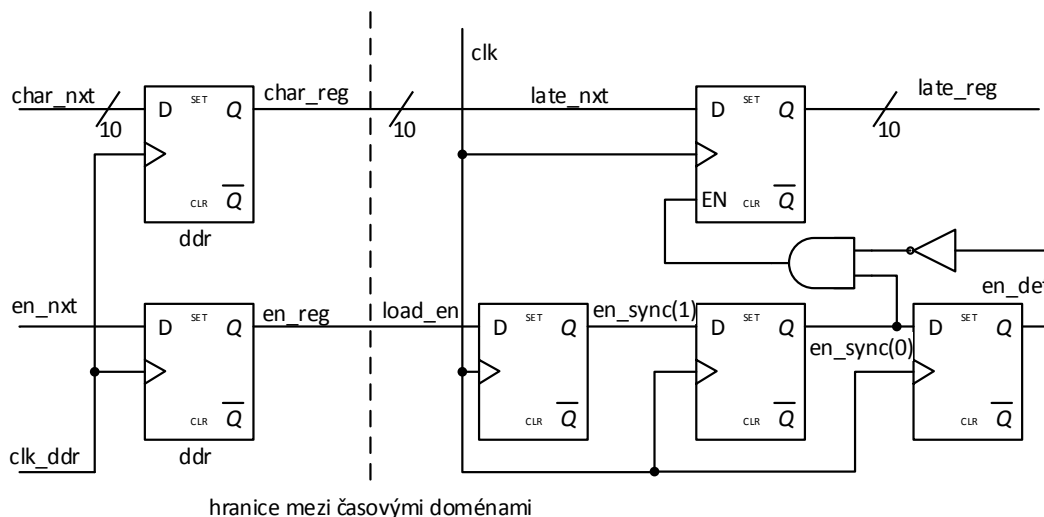 clk
char_nxt
10
D
SET
Q
CLR
Q
ddr
char_reg
10
late_nxt
D
SET
Q
EN
CLR
Q
late_reg
10
en_nxt
D
SET
Q
CLR
Q
ddr
en_reg
load_en
D
SET
Q
CLR
Q
en_sync(1)
D
SET
Q
CLR
Q
en_sync(0)
D
SET
Q
CLR
Q
en_det
clk_ddr
hranice mezi časovými doménami